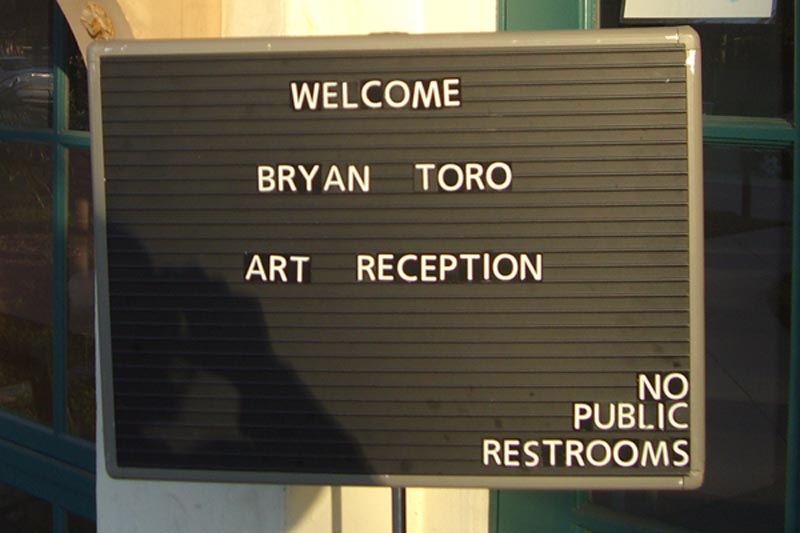 WELCOME
BRYAN TORO
ART RECEPTION
NO
PUBLIC
RESTROOMS